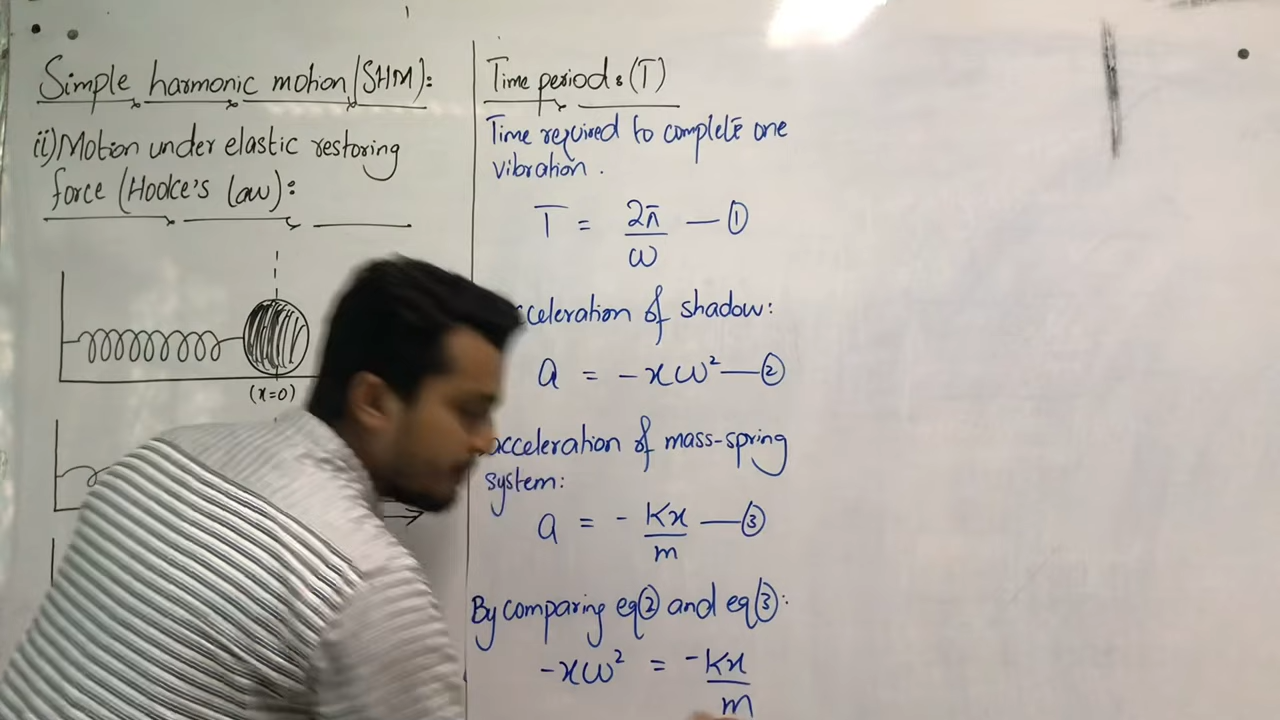 Simple harmonic motion (SHM):
ii) Motion under elastic restoring
force (Hooke's law):
(x=0)
Time period: (T)
Time required to complete one
vibration.
T = 2π/ω — ①
cceleration of shadow:
a = -xω² — ②
acceleration of mass-spring
system:
a = - Kx/m — ③
By comparing eq② and eq③:
-xω² = -Kx/m